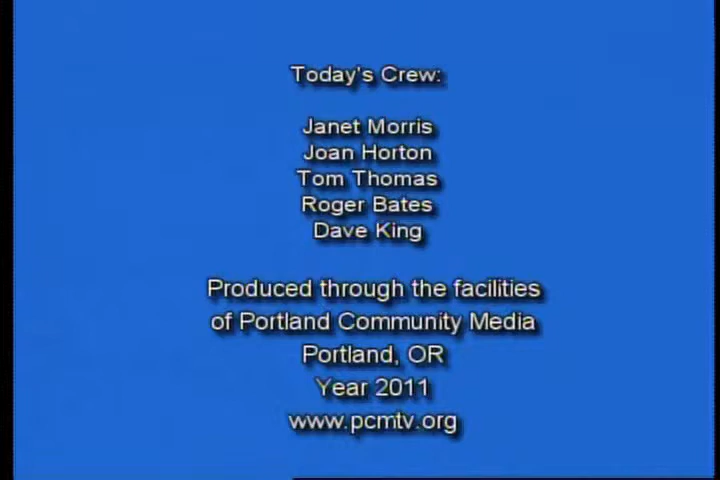 Today's Crew:
Janet Morris
Joan Horton
Tom Thomas
Roger Bates
Dave King
Produced through the facilities
of Portland Community Media
Portland, OR
Year 2011
www.pcmtv.org